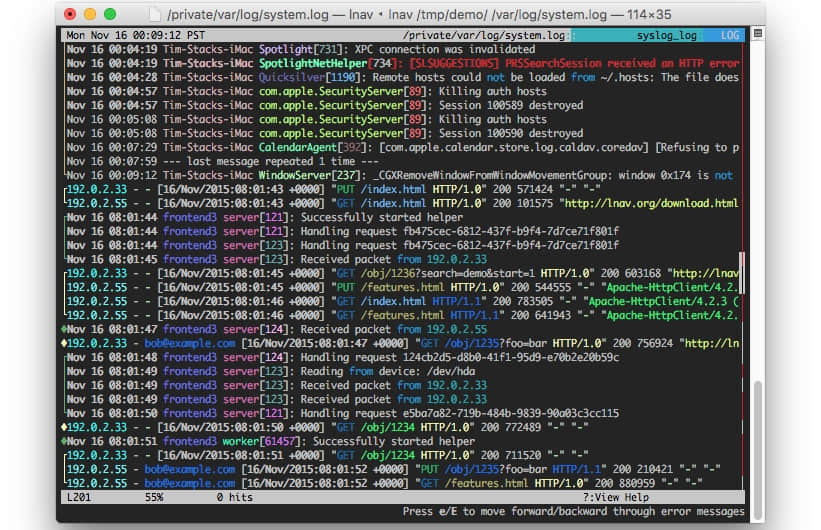 /private/var/log/system.log — lnav • lnav /tmp/demo/ /var/log/system.log — 114×35
Mon Nov 16 00:09:12 PST /private/var/log/system.log: syslog_log LOG
Nov 16 00:04:19 Tim-Stacks-iMac Spotlight[731]: XPC connection was invalidated
Nov 16 00:04:19 Tim-Stacks-iMac SpotlightNetHelper[734]: [SLSUGGESTIONS] PRSSearchSession received an HTTP error
Nov 16 00:04:28 Tim-Stacks-iMac Quicksilver[1190]: Remote hosts could not be loaded from ~/.hosts: The file does
Nov 16 00:04:57 Tim-Stacks-iMac com.apple.SecurityServer[89]: Killing auth hosts
Nov 16 00:04:57 Tim-Stacks-iMac com.apple.SecurityServer[89]: Session 100589 destroyed
Nov 16 00:05:08 Tim-Stacks-iMac com.apple.SecurityServer[89]: Killing auth hosts
Nov 16 00:05:08 Tim-Stacks-iMac com.apple.SecurityServer[89]: Session 100590 destroyed
Nov 16 00:07:29 Tim-Stacks-iMac CalendarAgent[392]: [com.apple.calendar.store.log.caldav.coredav] [Refusing to p
Nov 16 00:07:59 --- last message repeated 1 time ---
Nov 16 00:09:12 Tim-Stacks-iMac WindowServer[237]: _CGXRemoveWindowFromWindowMovementGroup: window 0x174 is not
192.0.2.33 - - [16/Nov/2015:08:01:43 +0000] "PUT /index.html HTTP/1.0" 200 571424 "-" "-"
192.0.2.55 - - [16/Nov/2015:08:01:43 +0000] "GET /index.html HTTP/1.0" 200 101575 "http://lnav.org/download.html
Nov 16 08:01:44 frontend3 server[121]: Successfully started helper
Nov 16 08:01:44 frontend3 server[121]: Handling request fb475cec-6812-437f-b9f4-7d7ce71f801f
Nov 16 08:01:44 frontend3 server[123]: Handling request fb475cec-6812-437f-b9f4-7d7ce71f801f
Nov 16 08:01:45 frontend3 server[123]: Received packet from 192.0.2.33
192.0.2.33 - - [16/Nov/2015:08:01:45 +0000] "GET /obj/1236?search=demo&start=1 HTTP/1.0" 200 603168 "http://lnav
192.0.2.55 - - [16/Nov/2015:08:01:45 +0000] "PUT /features.html HTTP/1.0" 200 544555 "-" "Apache-HttpClient/4.2.
192.0.2.55 - - [16/Nov/2015:08:01:46 +0000] "GET /index.html HTTP/1.1" 200 783505 "-" "Apache-HttpClient/4.2.3 (
192.0.2.55 - - [16/Nov/2015:08:01:46 +0000] "GET /features.html HTTP/1.1" 200 641943 "-" "Apache-HttpClient/4.2.
Nov 16 08:01:47 frontend3 server[124]: Received packet from 192.0.2.55
192.0.2.33 - bob@example.com [16/Nov/2015:08:01:47 +0000] "GET /obj/1235?foo=bar HTTP/1.0" 200 756924 "http://ln
Nov 16 08:01:48 frontend3 server[124]: Handling request 124cb2d5-d8b0-41f1-95d9-e70b2e20b59c
Nov 16 08:01:49 frontend3 server[123]: Reading from device: /dev/hda
Nov 16 08:01:49 frontend3 server[123]: Received packet from 192.0.2.33
Nov 16 08:01:49 frontend3 server[123]: Received packet from 192.0.2.33
Nov 16 08:01:50 frontend3 server[121]: Handling request e5ba7a82-719b-484b-9839-90a03c3cc115
192.0.2.33 - - [16/Nov/2015:08:01:50 +0000] "GET /obj/1234 HTTP/1.0" 200 772489 "-" "-"
Nov 16 08:01:51 frontend3 worker[61457]: Successfully started helper
192.0.2.55 - - [16/Nov/2015:08:01:51 +0000] "GET /obj/1234 HTTP/1.0" 200 711520 "-" "-"
192.0.2.55 - bob@example.com [16/Nov/2015:08:01:52 +0000] "PUT /obj/1235?foo=bar HTTP/1.1" 200 210421 "-" "-"
192.0.2.55 - bob@example.com [16/Nov/2015:08:01:52 +0000] "GET /features.html HTTP/1.0" 200 880959 "-" "-"
L201 55% 0 hits ?:View Help
Press e/E to move forward/backward through error messages